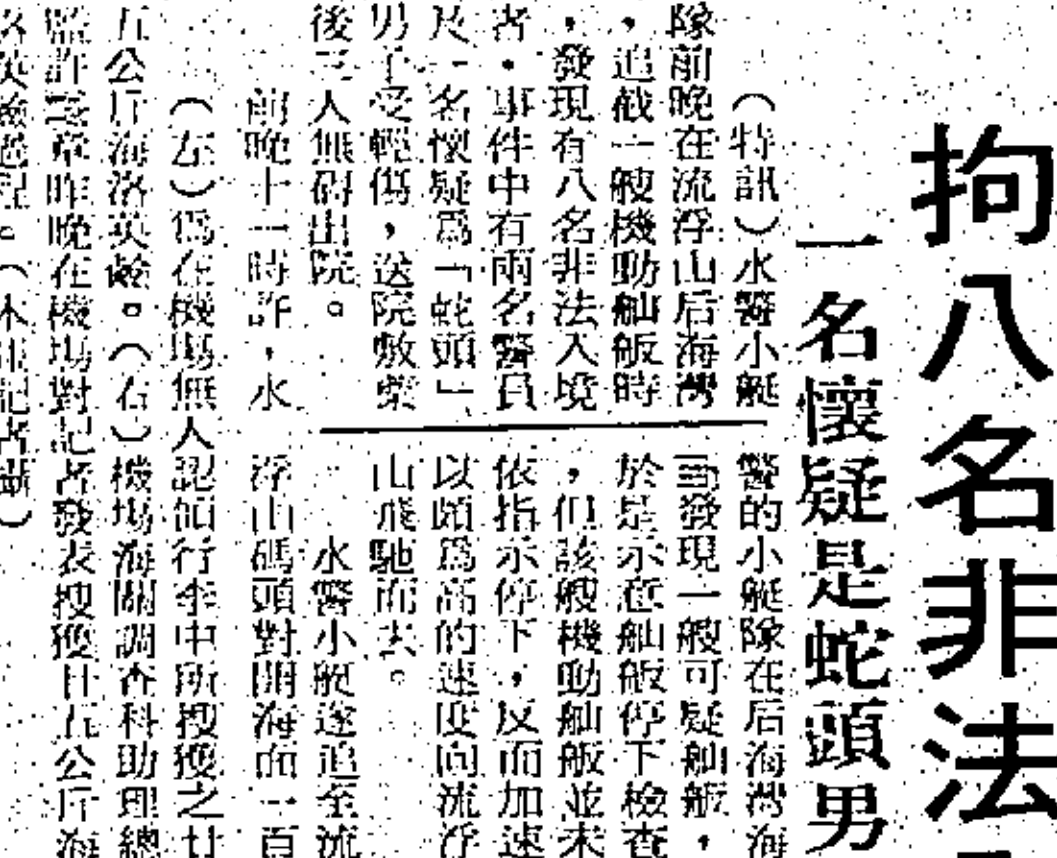 拘八名非法
一名懷疑是蛇頭男
（特訊）水警小艇
隊前晚在流浮山后海灣
，追截一艘機動舢舨時
，發現有八名非法入境
者。事件中有兩名警員
及一名懷疑爲「蛇頭」
男子受輕傷，送院敷藥
後三人無碍出院。
前晚十一時許，水
警的小艇隊在后海灣海
面發現一艘可疑舢舨，
於是示意舢舨停下檢查
，但該艘機動舢舨並未
依指示停下，反而加速
以頗爲高的速度向流浮
山飛馳而去。
水警小艇遂追至流
浮山碼頭對開海面一百
（左）爲在機場無人認領行李中所搜獲之廿
五公斤海洛英餅。（右）機場海關調查科助理總
監許章昨晚在機場對記者發表搜獲廿五公斤海
洛英過程。（本報記者攝）